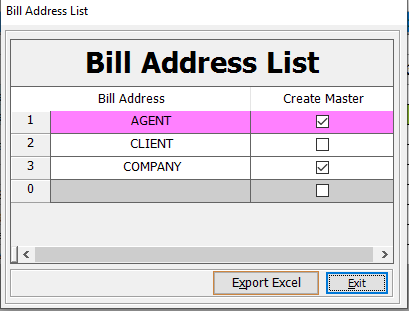 Bill Address List
Bill Address List
Bill Address Create Master
1 AGENT
2 CLIENT
3 COMPANY
0
Export Excel Exit